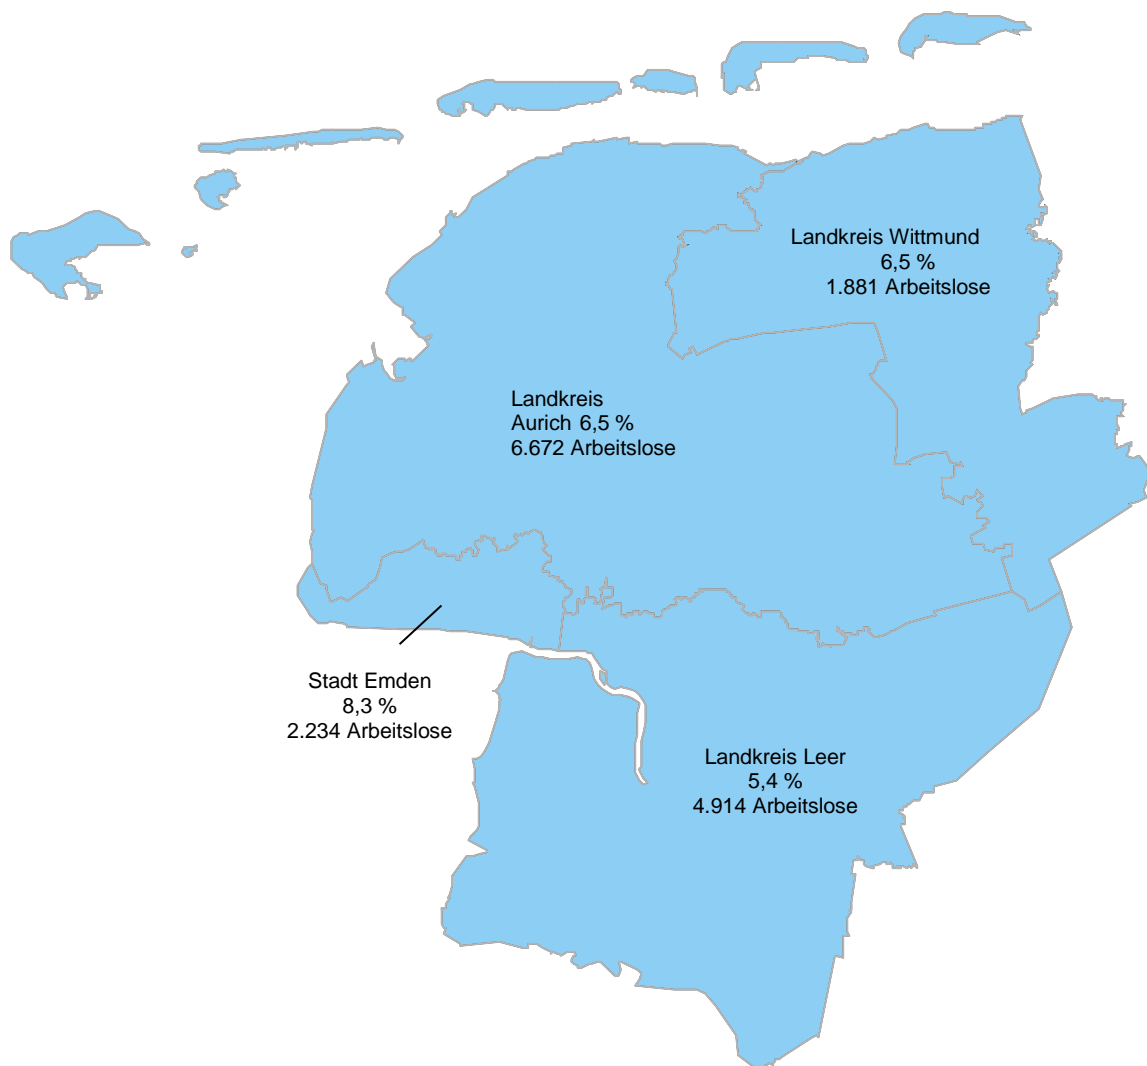 Landkreis Wittmund
6,5 %
1.881 Arbeitslose
Landkreis
Aurich 6,5 %
6.672 Arbeitslose
Stadt Emden
8,3 %
2.234 Arbeitslose
Landkreis Leer
5,4 %
4.914 Arbeitslose